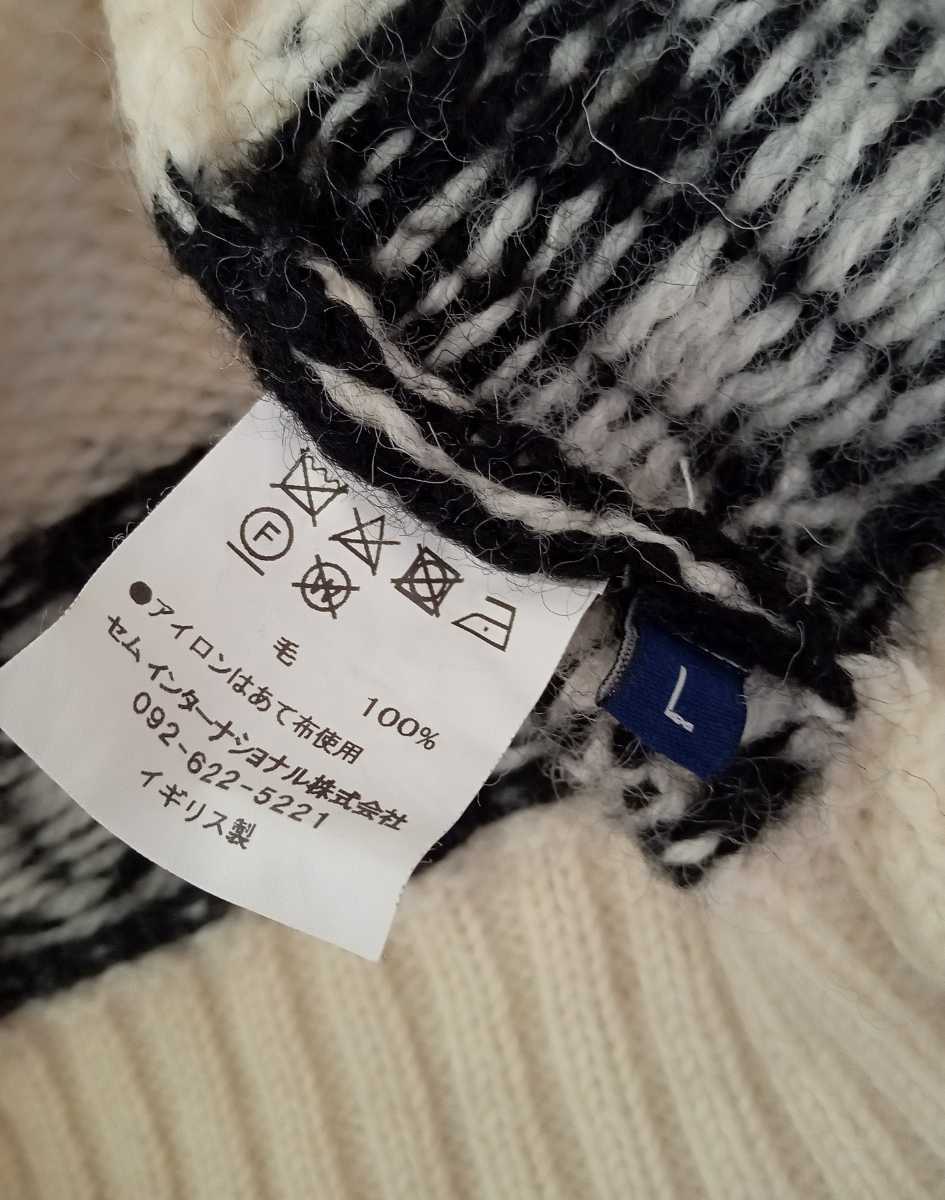 F
W
毛 100%
●アイロンはあて布使用
セム インターナショナル株式会社
092-622-5221
イギリス製
L